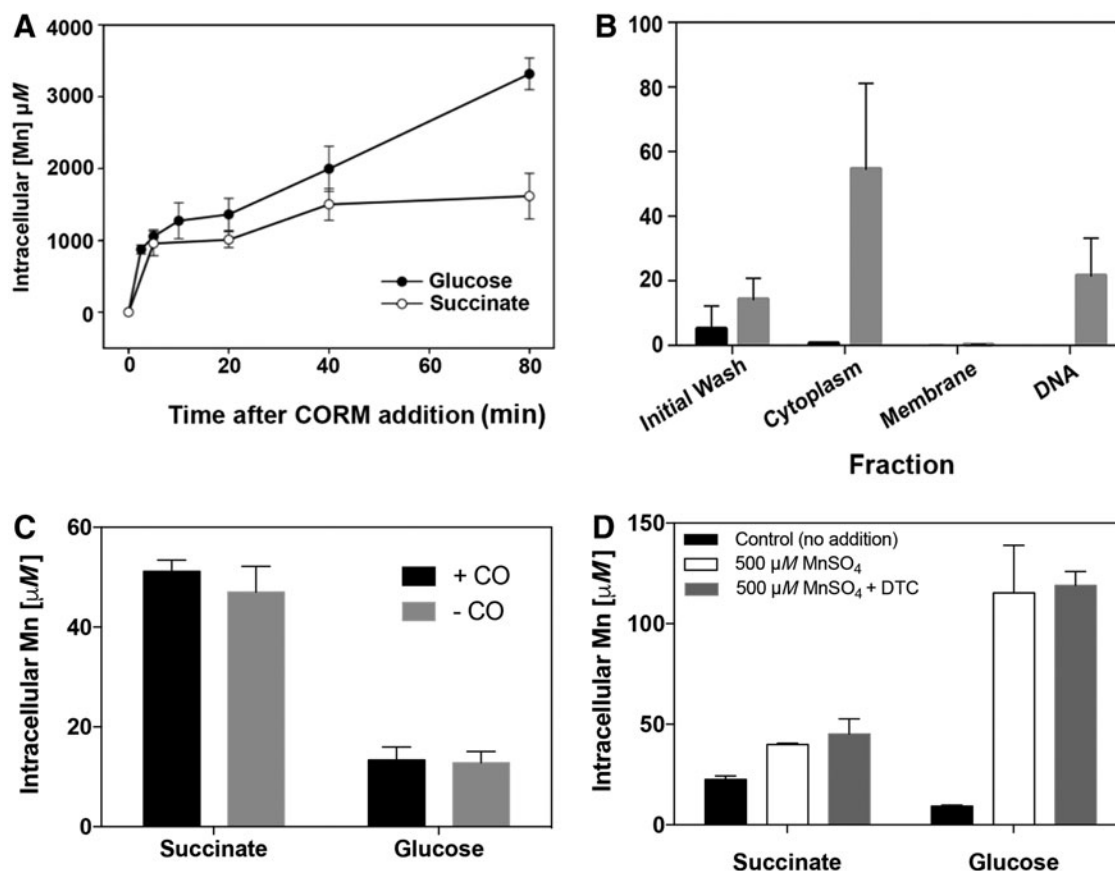 A
Intracellular [Mn] µM
4000
3000
2000
1000
0
Glucose
Succinate
0 20 40 60 80
Time after CORM addition (min)
B
100
80
60
40
20
0
Initial Wash
Cytoplasm
Membrane
DNA
Fraction
C
Intracellular Mn [µM]
60
40
20
0
+ CO
- CO
Succinate Glucose
D
Intracellular Mn [µM]
150
100
50
0
Control (no addition)
500 µM MnSO₄
500 µM MnSO₄ + DTC
Succinate Glucose